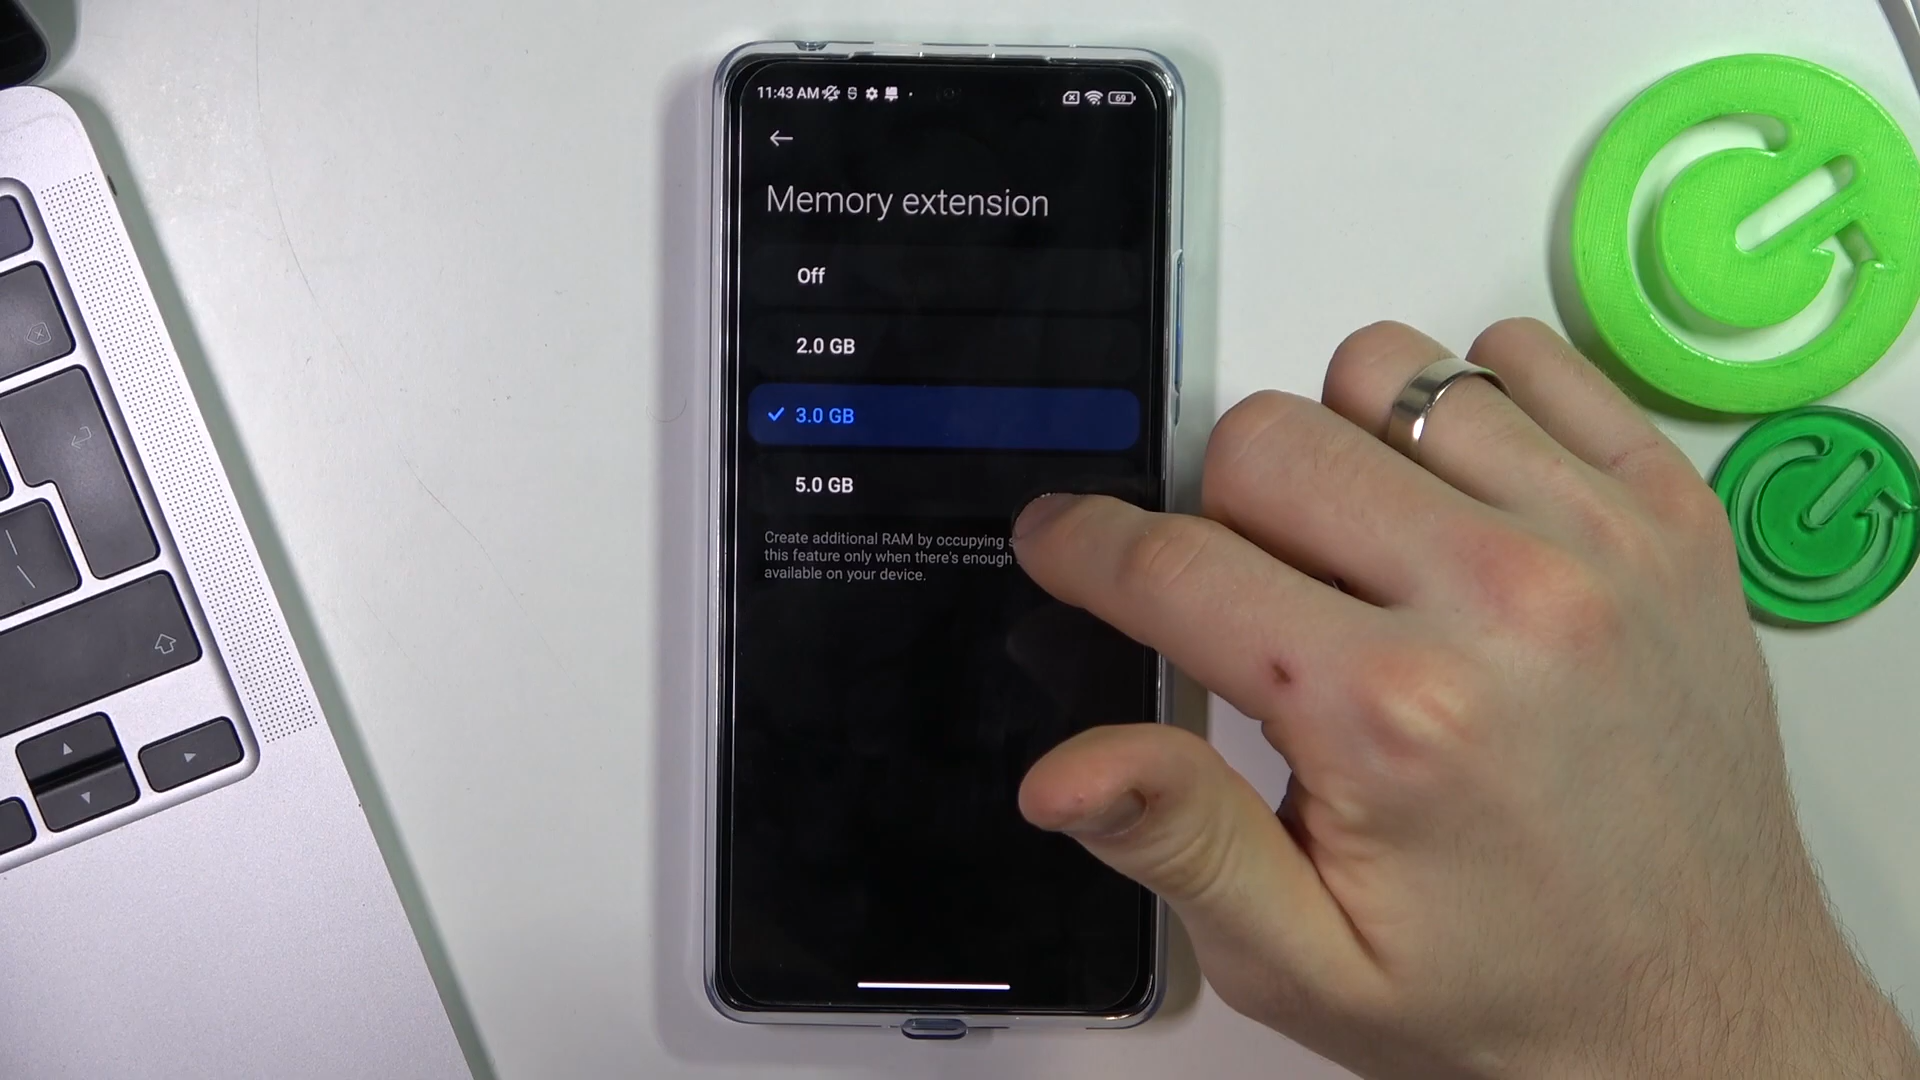 11:43 AM
69
Memory extension
Off
2.0 GB
3.0 GB
5.0 GB
Create additional RAM by occupying
this feature only when there's enough
available on your device.